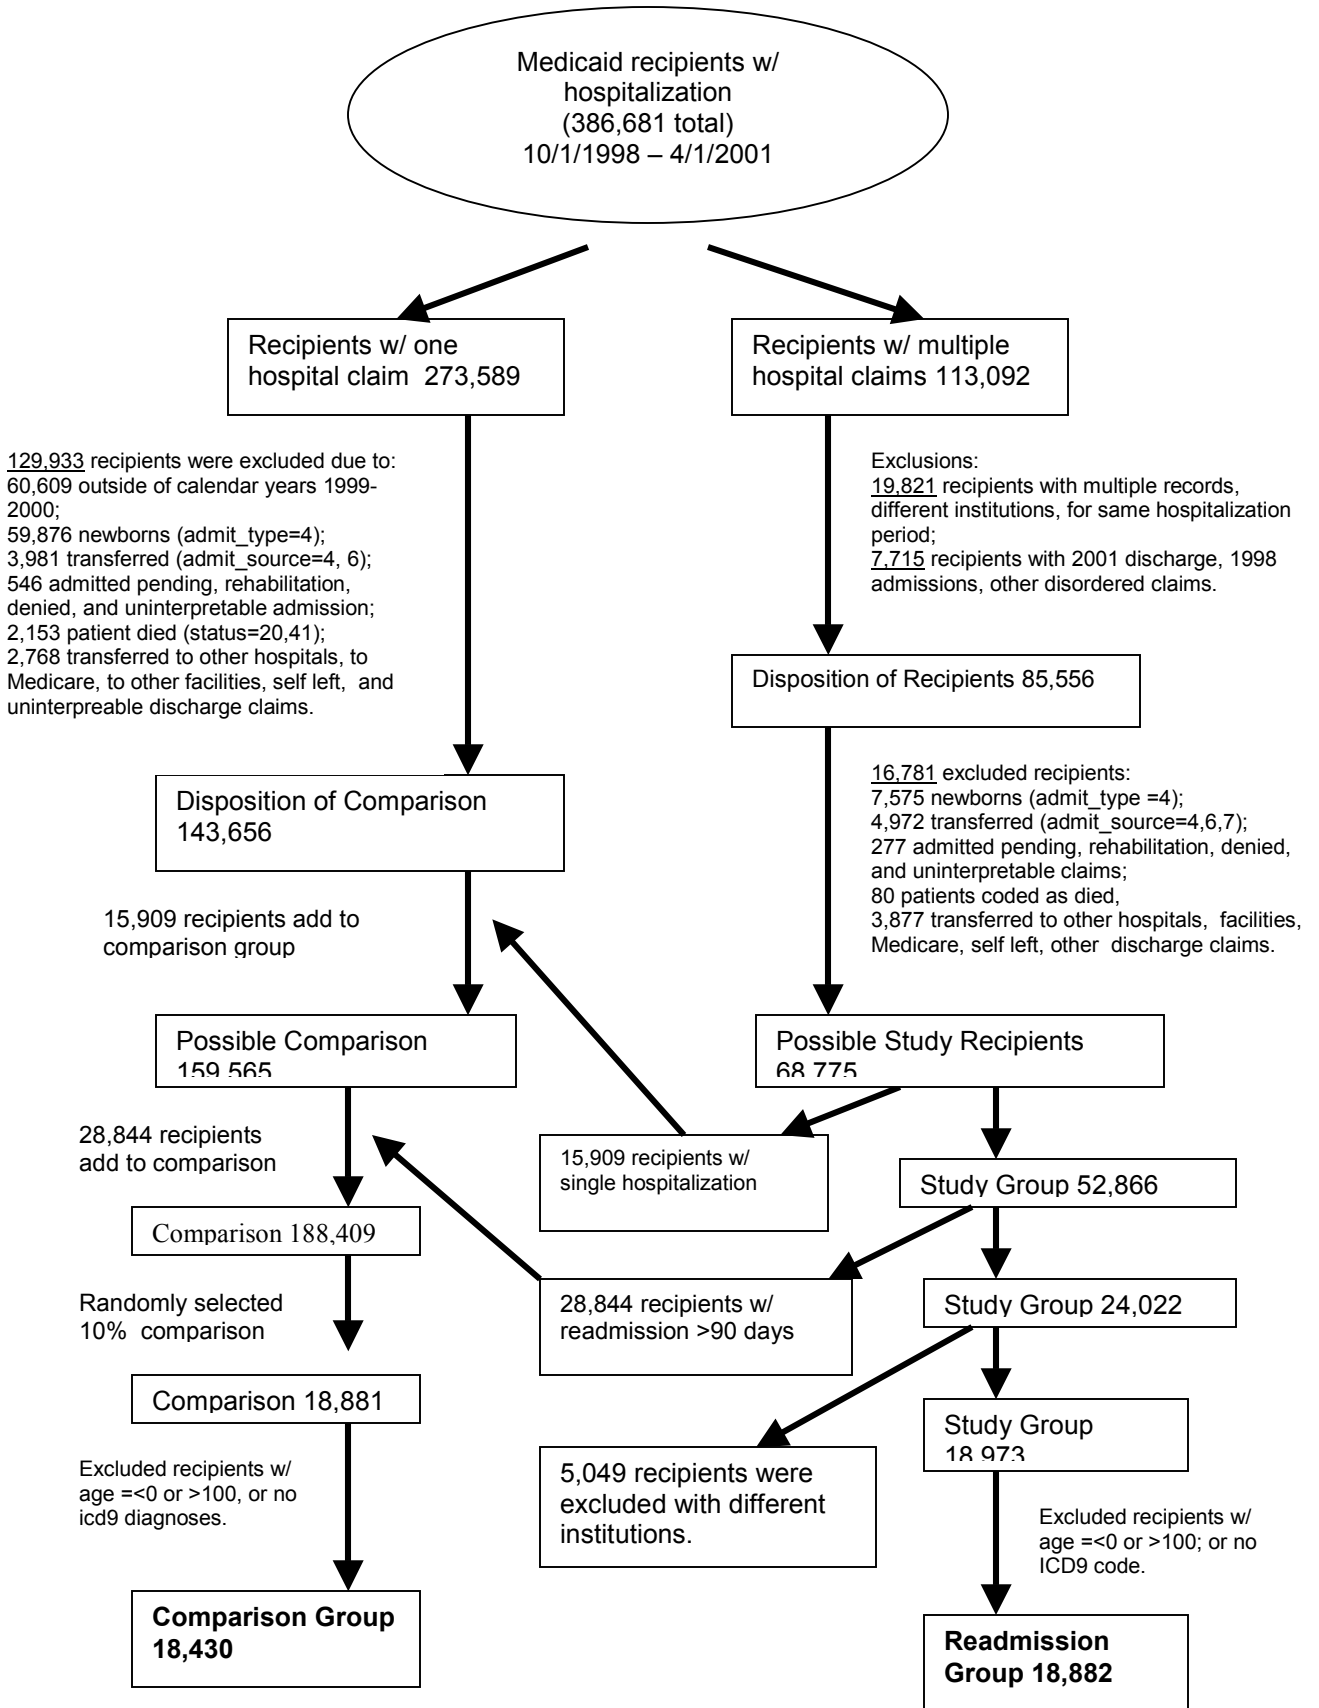 Medicaid recipients w/
hospitalization
(386,681 total)
10/1/1998 – 4/1/2001
Recipients w/ one
hospital claim  273,589
Recipients w/ multiple
hospital claims 113,092
129,933 recipients were excluded due to:
60,609 outside of calendar years 1999-
2000;
59,876 newborns (admit_type=4);
3,981 transferred (admit_source=4, 6);
546 admitted pending, rehabilitation,
denied, and uninterpretable admission;
2,153 patient died (status=20,41);
2,768 transferred to other hospitals, to
Medicare, to other facilities, self left,  and
uninterpreable discharge claims.
Exclusions:
19,821 recipients with multiple records,
different institutions, for same hospitalization
period;
7,715 recipients with 2001 discharge, 1998
admissions, other disordered claims.
Disposition of Recipients 85,556
Disposition of Comparison
143,656
16,781 excluded recipients:
7,575 newborns (admit_type =4);
4,972 transferred (admit_source=4,6,7);
277 admitted pending, rehabilitation, denied,
and uninterpretable claims;
80 patients coded as died,
3,877 transferred to other hospitals,  facilities,
Medicare, self left, other  discharge claims.
15,909 recipients add to
comparison group
Possible Comparison
159,565
Possible Study Recipients
68,775
28,844 recipients
add to comparison
15,909 recipients w/
single hospitalization
Study Group 52,866
Comparison 188,409
28,844 recipients w/
readmission >90 days
Study Group 24,022
Randomly selected
10%  comparison
Comparison 18,881
Study Group
18,973
Excluded recipients w/
age =<0 or >100, or no
icd9 diagnoses.
5,049 recipients were
excluded with different
institutions.
Excluded recipients w/
age =<0 or >100; or no
ICD9 code.
Comparison Group
18,430
Readmission
Group 18,882